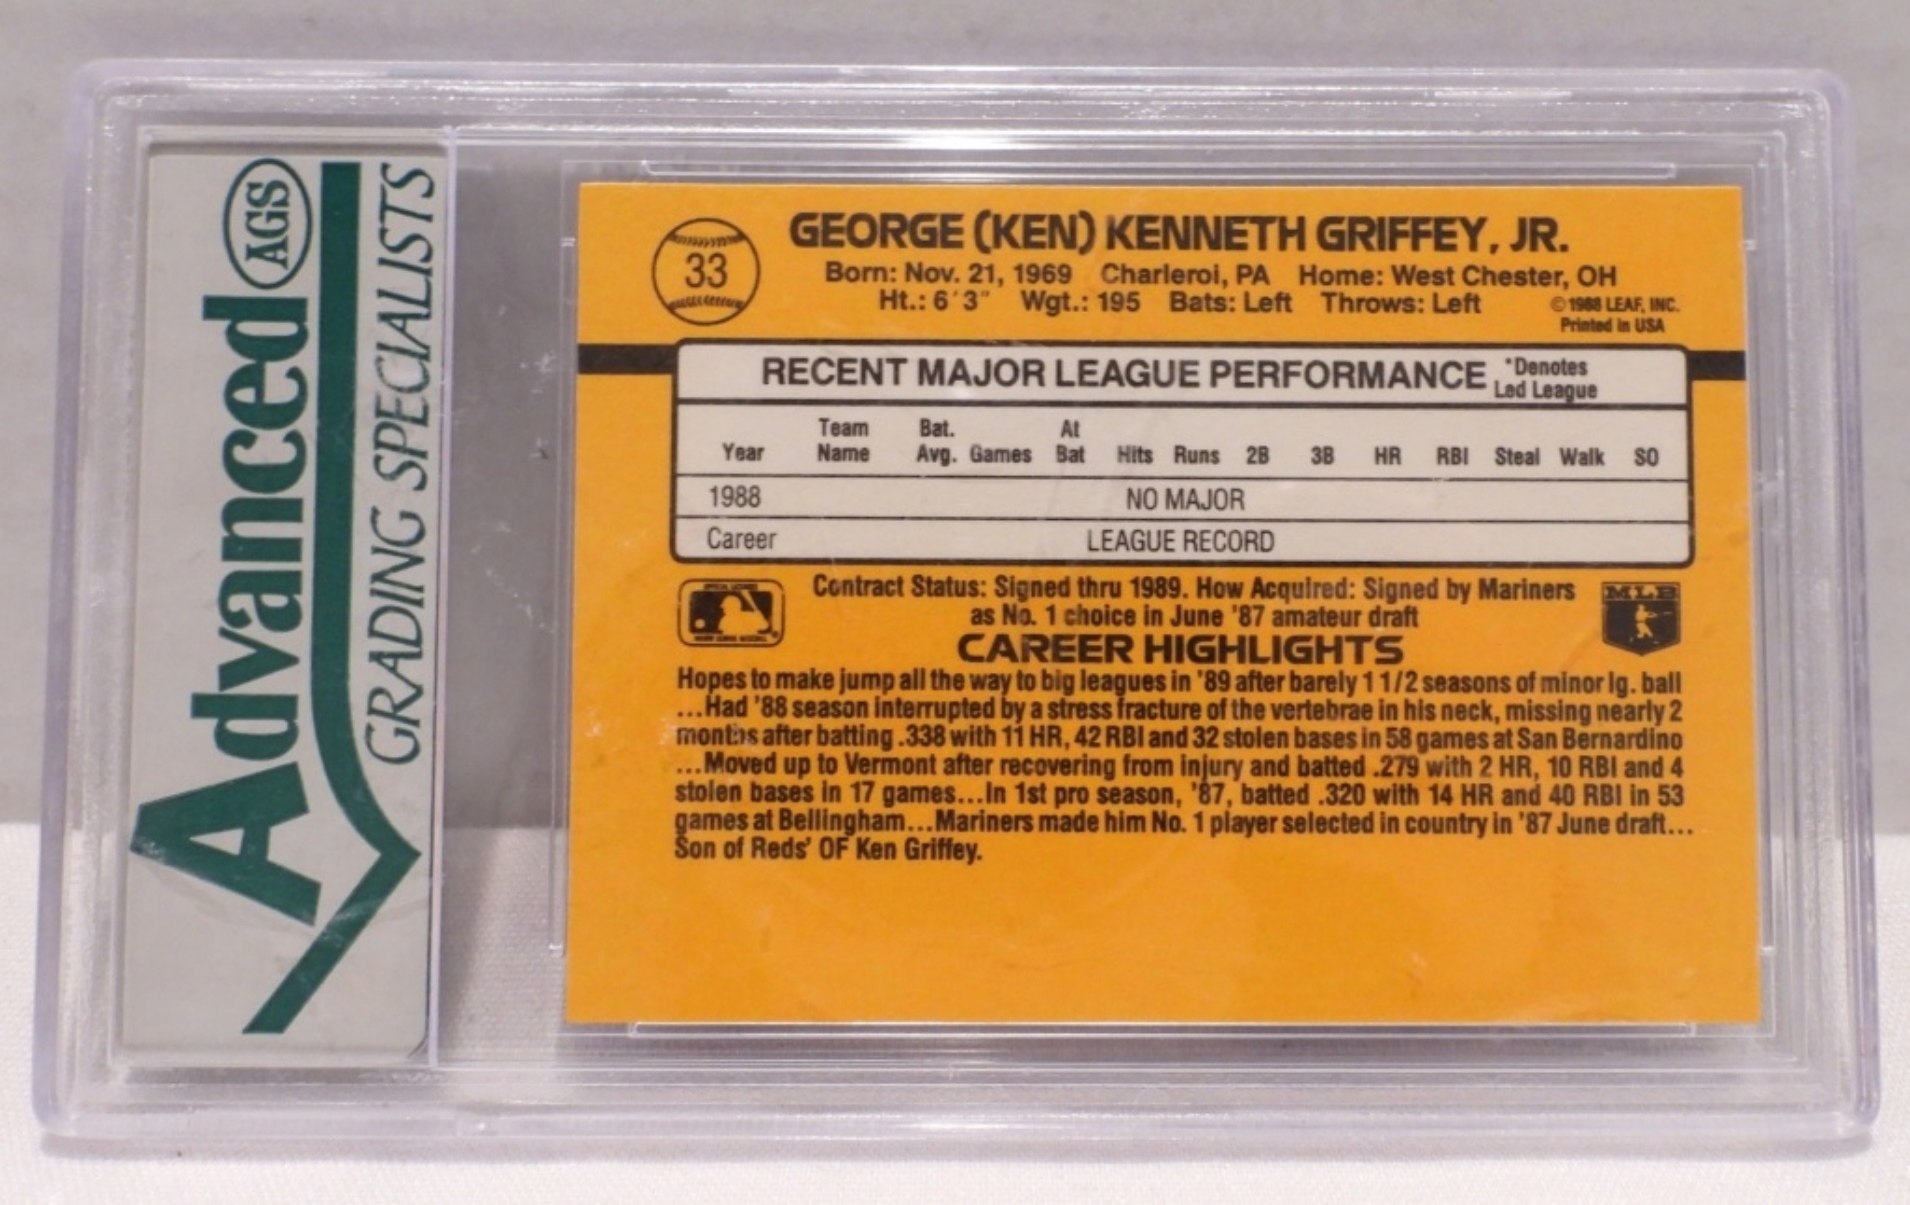 Advanced AGS
GRADING SPECIALISTS
33
GEORGE (KEN) KENNETH GRIFFEY, JR.
Born: Nov. 21, 1969 Charleroi, PA Home: West Chester, OH
Ht.: 6'3" Wgt.: 195 Bats: Left Throws: Left
©1988 LEAF, INC.
Printed in USA
RECENT MAJOR LEAGUE PERFORMANCE
*Denotes
Led League
Year Team Name Bat. Avg. Games At Bat Hits Runs 2B 3B HR RBI Steal Walk SO
1988 NO MAJOR
Career LEAGUE RECORD
Contract Status: Signed thru 1989. How Acquired: Signed by Mariners
as No. 1 choice in June '87 amateur draft
MLB
CAREER HIGHLIGHTS
Hopes to make jump all the way to big leagues in '89 after barely 1 1/2 seasons of minor lg. ball
...Had '88 season interrupted by a stress fracture of the vertebrae in his neck, missing nearly 2
months after batting .338 with 11 HR, 42 RBI and 32 stolen bases in 58 games at San Bernardino
...Moved up to Vermont after recovering from injury and batted .279 with 2 HR, 10 RBI and 4
stolen bases in 17 games...In 1st pro season, '87, batted .320 with 14 HR and 40 RBI in 53
games at Bellingham...Mariners made him No. 1 player selected in country in '87 June draft...
Son of Reds' OF Ken Griffey.